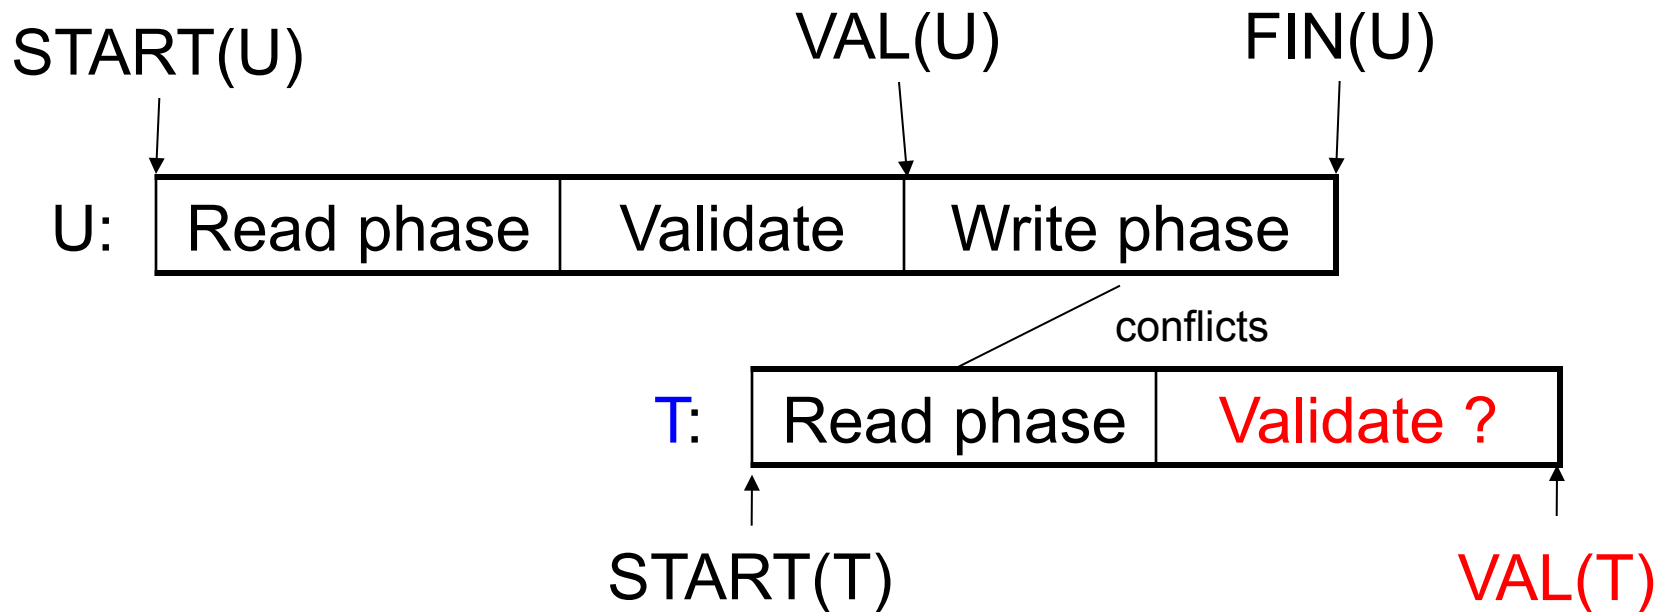 START(U) VAL(U) FIN(U)
U: Read phase Validate Write phase
conflicts
T: Read phase Validate ?
START(T) VAL(T)